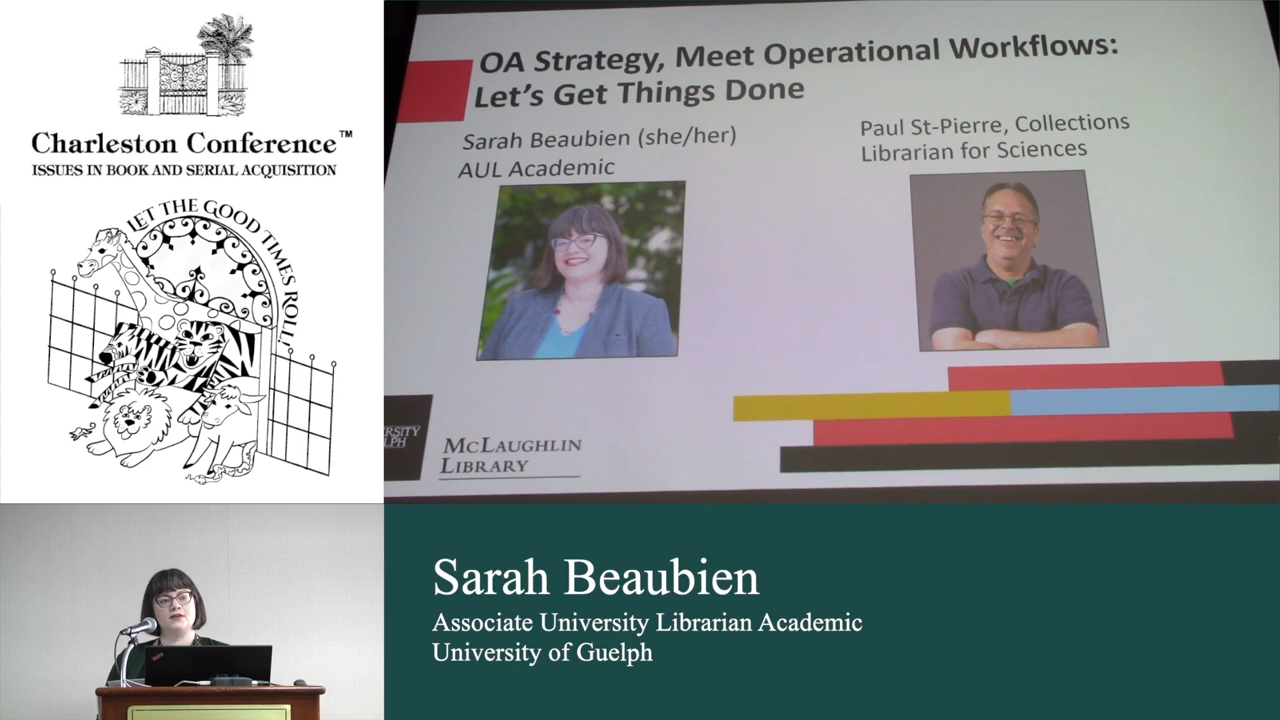 Charleston Conference™
ISSUES IN BOOK AND SERIAL ACQUISITION
LET THE GOOD TIMES ROLL!
OA Strategy, Meet Operational Workflows:
Let's Get Things Done
Sarah Beaubien (she/her)
AUL Academic
Paul St-Pierre, Collections
Librarian for Sciences
MCLAUGHLIN
LIBRARY
Sarah Beaubien
Associate University Librarian Academic
University of Guelph